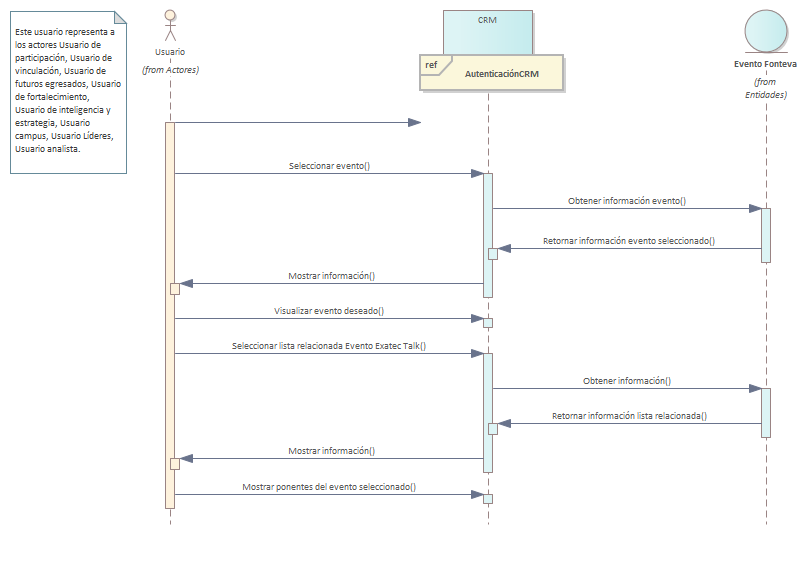 Este usuario representa a
los actores Usuario de
participación, Usuario de
vinculación, Usuario de
futuros egresados, Usuario
de fortalecimiento,
Usuario de inteligencia y
estrategia, Usuario
campus, Usuario Líderes,
Usuario analista.
Usuario
(from Actores)
CRM
ref
AutenticaciónCRM
Evento Fonteva
(from
Entidades)
Seleccionar evento()
Obtener información evento()
Retornar información evento seleccionado()
Mostrar información()
Visualizar evento deseado()
Seleccionar lista relacionada Evento Exatec Talk()
Obtener información()
Retornar información lista relacionada()
Mostrar información()
Mostrar ponentes del evento seleccionado()